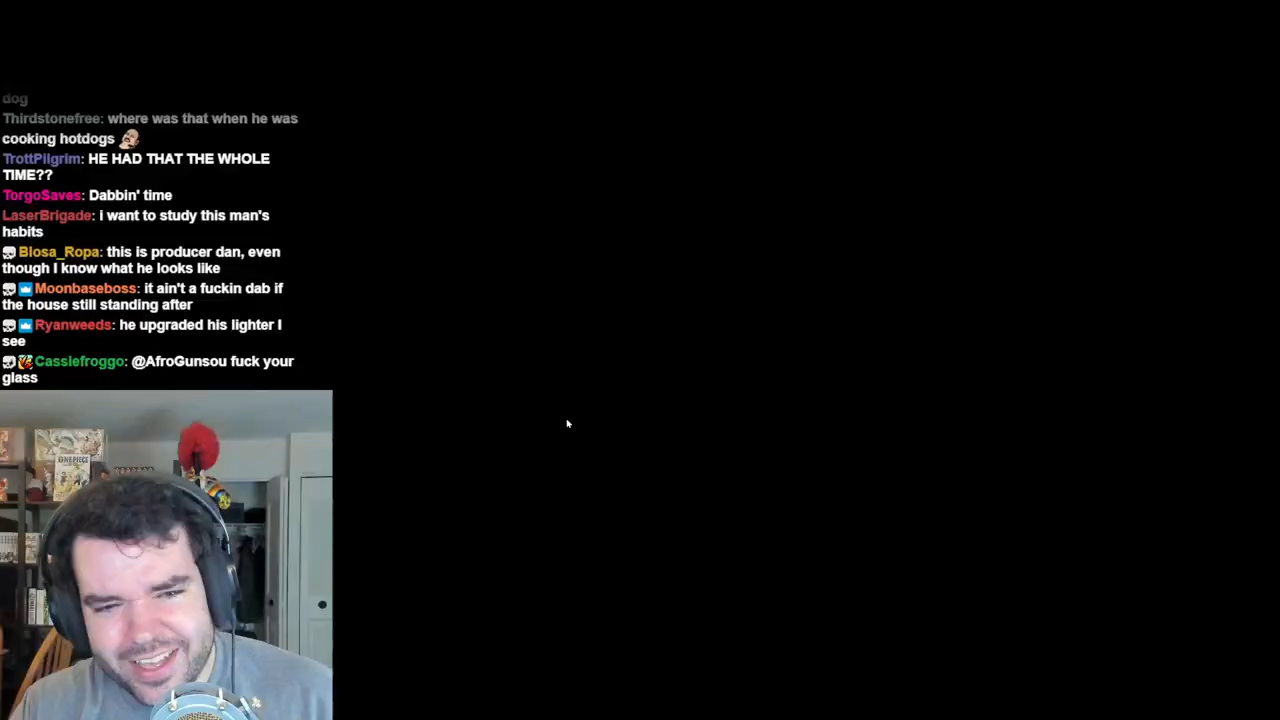 dog
Thirdstonefree: where was that when he was
cooking hotdogs
TrottPilgrim: HE HAD THAT THE WHOLE
TIME??
TorgoSaves: Dabbin' time
LaserBrigade: i want to study this man's
habits
Blosa_Ropa: this is producer dan, even
though I know what he looks like
Moonbaseboss: it ain't a fuckin dab if
the house still standing after
Ryanweeds: he upgraded his lighter I
see
Cassiefroggo: @AfroGunsou fuck your
glass
ONE PIECE